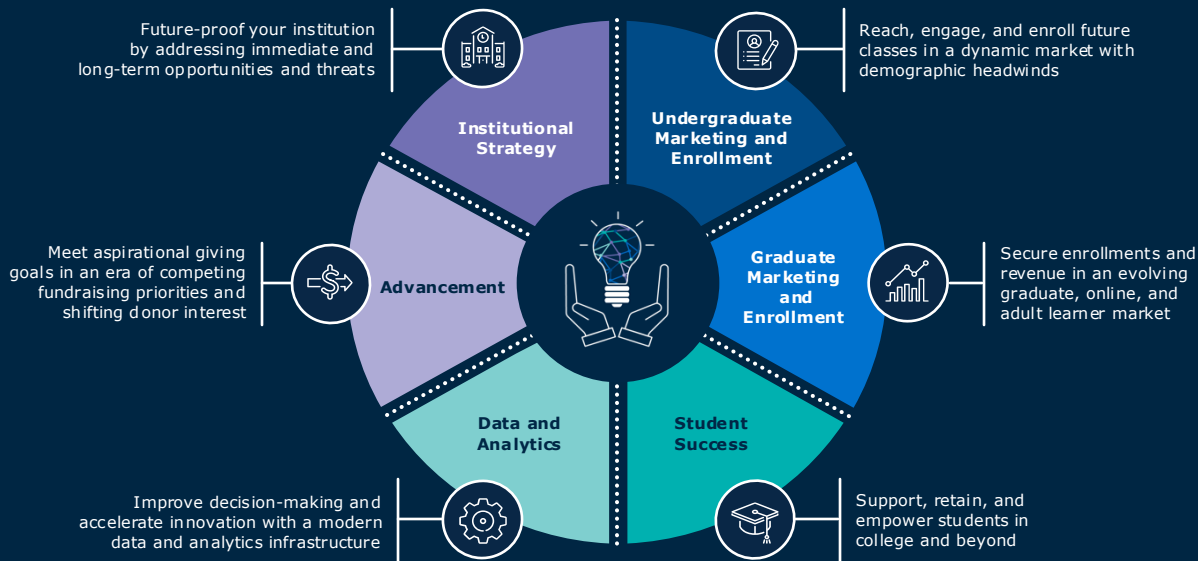 Future-proof your institution
by addressing immediate and
long-term opportunities and threats
Institutional
Strategy
Undergraduate
Marketing and
Enrollment
Reach, engage, and enroll future
classes in a dynamic market with
demographic headwinds
Meet aspirational giving
goals in an era of competing
fundraising priorities and
shifting donor interest
Advancement
Graduate
Marketing
and
Enrollment
Secure enrollments and
revenue in an evolving
graduate, online, and
adult learner market
Data and
Analytics
Student
Success
Improve decision-making and
accelerate innovation with a modern
data and analytics infrastructure
Support, retain, and
empower students in
college and beyond